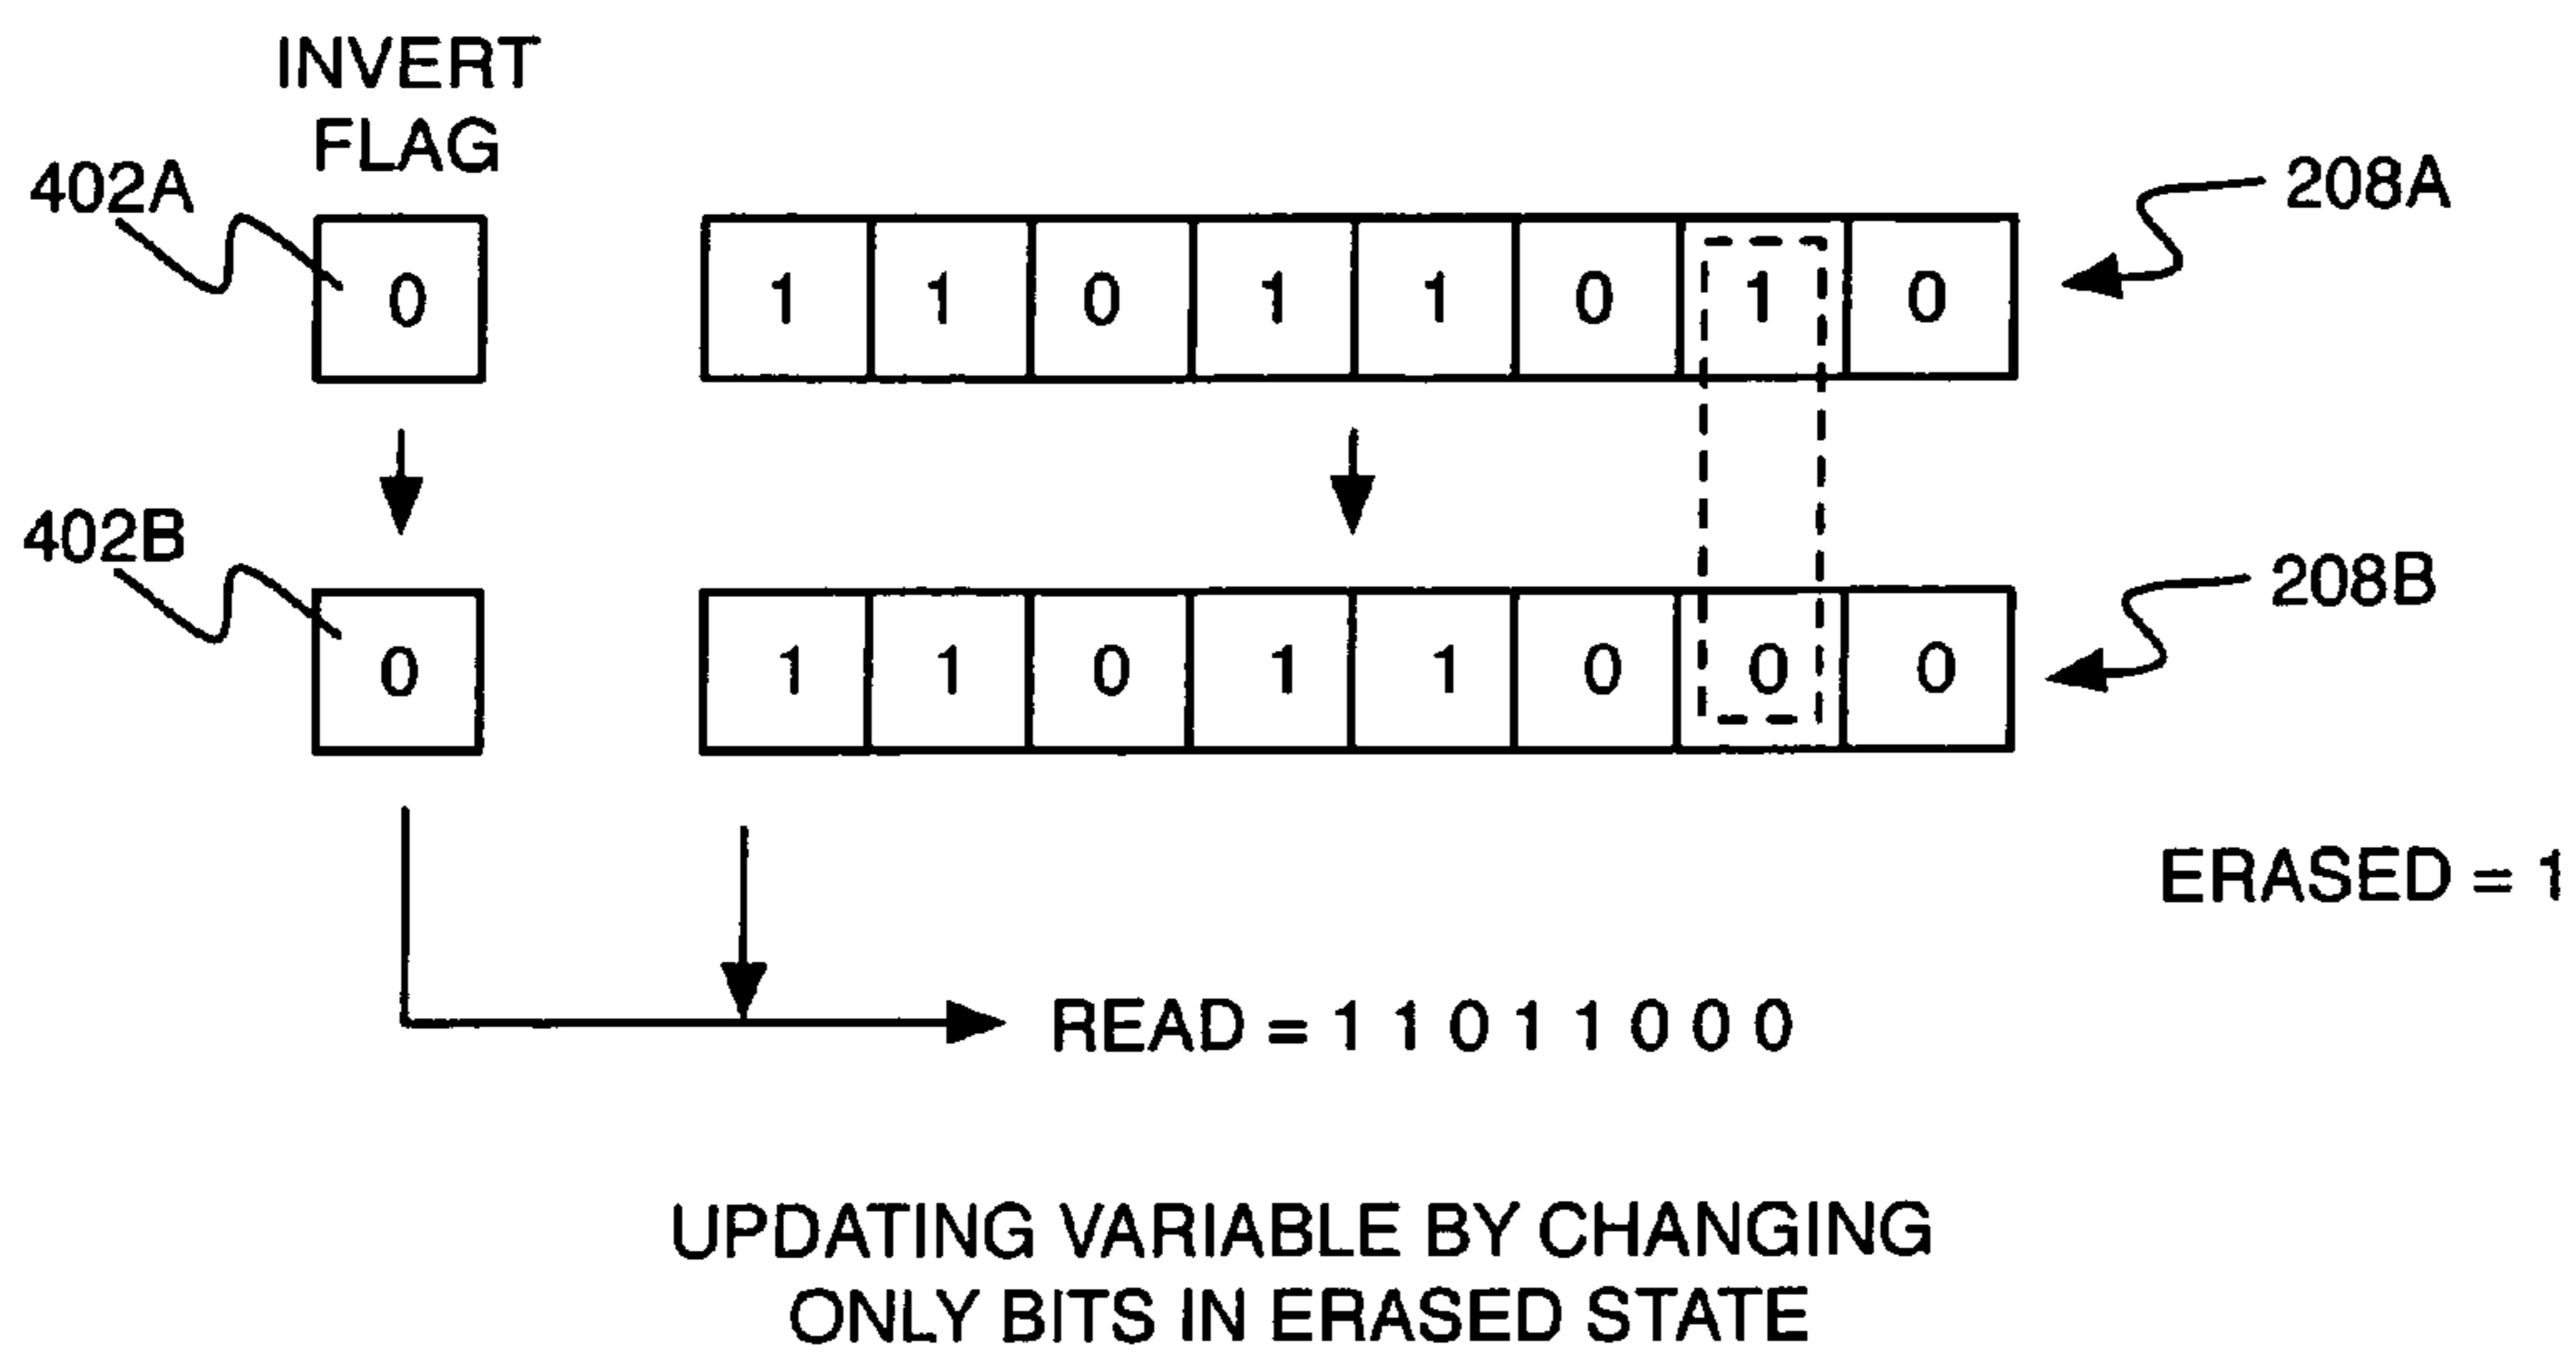 INVERT
FLAG
402A
208A
0
1 1 0 1 1 0 1 0
402B
208B
0
1 1 0 1 1 0 0 0
ERASED = 1
READ = 1 1 0 1 1 0 0 0
UPDATING VARIABLE BY CHANGING
ONLY BITS IN ERASED STATE